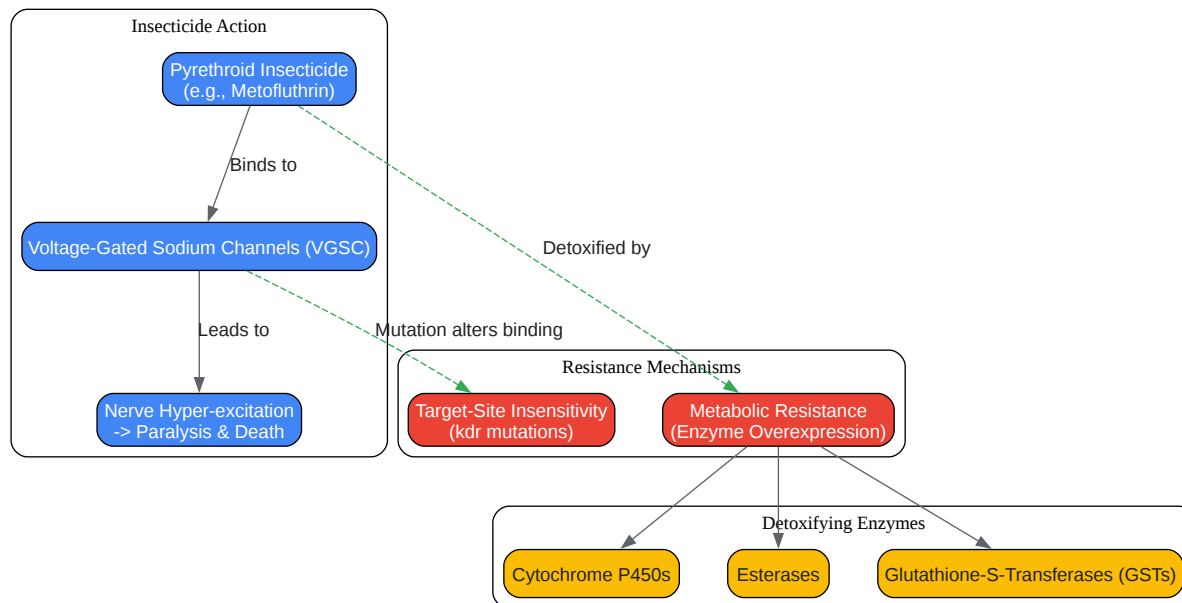 Insecticide Action
Pyrethroid Insecticide
(e.g., Metofluthrin)
Binds to
Voltage-Gated Sodium Channels (VGSC)
Detoxified by
Leads to
Mutation alters binding
Resistance Mechanisms
Nerve Hyper-excitation
-> Paralysis & Death
Target-Site Insensitivity
(kdr mutations)
Metabolic Resistance
(Enzyme Overexpression)
Detoxifying Enzymes
Cytochrome P450s
Esterases
Glutathione-S-Transferases (GSTs)